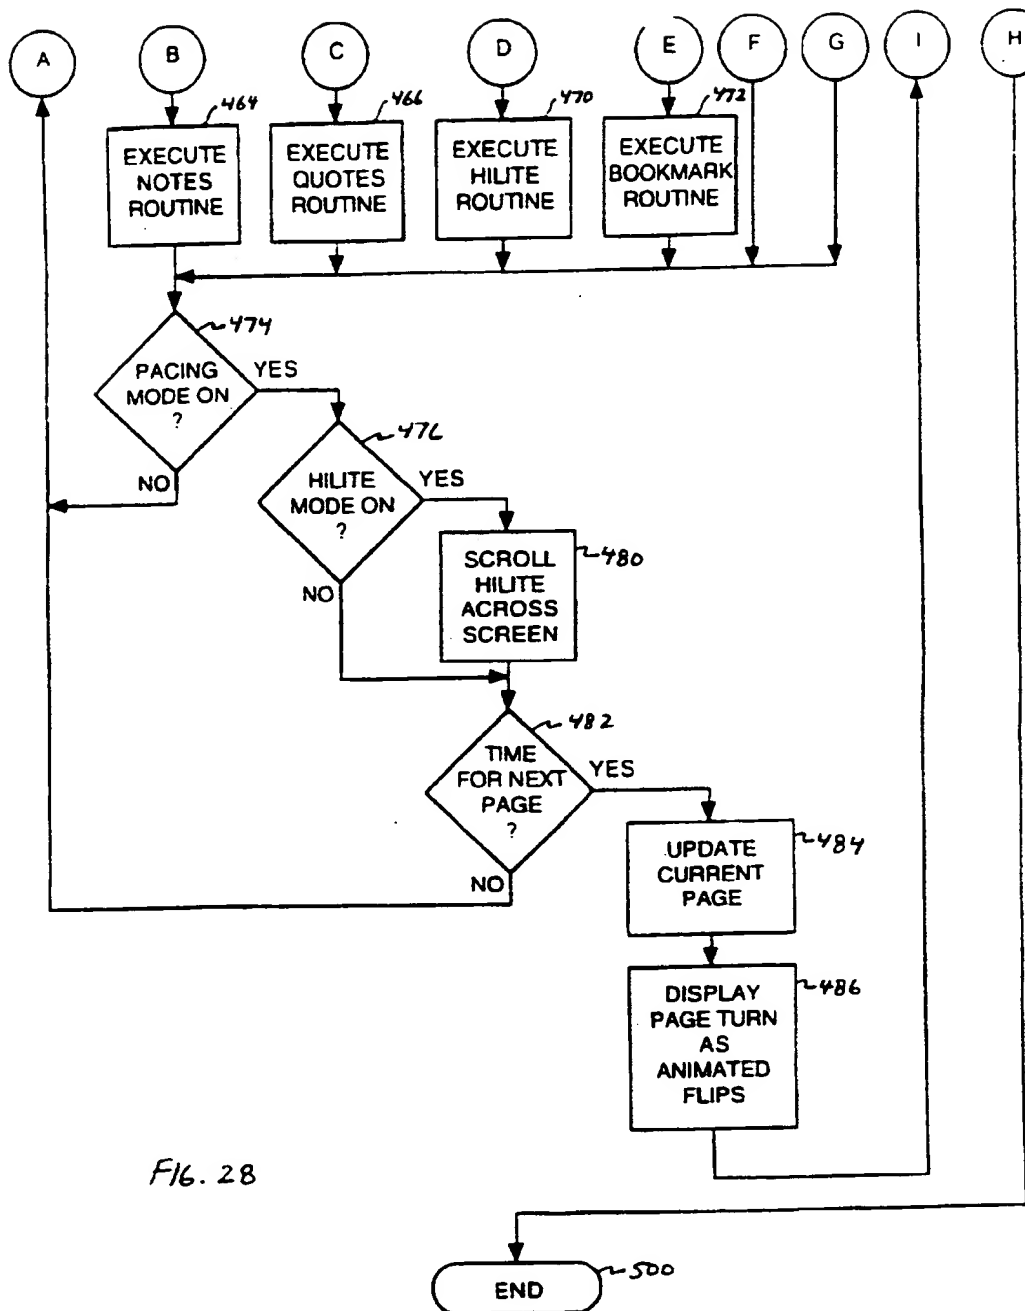 A
B
C
D
E
F
G
I
H
464
466
470
472
EXECUTE
NOTES
ROUTINE
EXECUTE
QUOTES
ROUTINE
EXECUTE
HILITE
ROUTINE
EXECUTE
BOOKMARK
ROUTINE
474
PACING
MODE ON
?
YES
NO
476
HILITE
MODE ON
?
YES
NO
480
SCROLL
HILITE
ACROSS
SCREEN
482
TIME
FOR NEXT
PAGE
?
YES
NO
484
UPDATE
CURRENT
PAGE
486
DISPLAY
PAGE TURN
AS
ANIMATED
FLIPS
FIG. 28
END
500